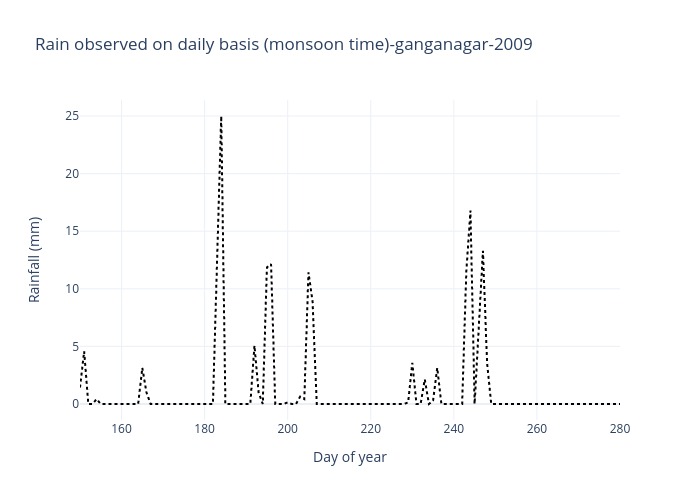 Rain observed on daily basis (monsoon time)-ganganagar-2009
25
20
15
10
5
0
Rainfall (mm)
160 180 200 220 240 260 280
Day of year